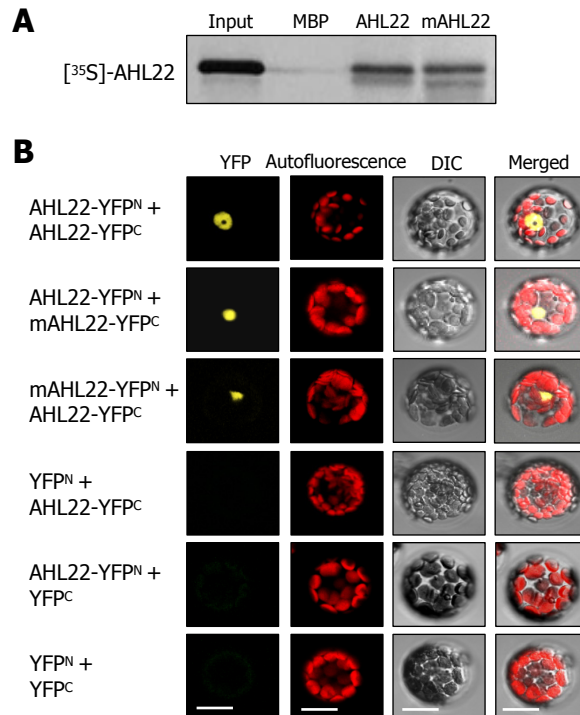 A
Input MBP AHL22 mAHL22
[³⁵S]-AHL22
B
YFP Autofluorescence DIC Merged
AHL22-YFPᴺ +
AHL22-YFPᶜ
AHL22-YFPᴺ +
mAHL22-YFPᶜ
mAHL22-YFPᴺ +
AHL22-YFPᶜ
YFPᴺ +
AHL22-YFPᶜ
AHL22-YFPᴺ +
YFPᶜ
YFPᴺ +
YFPᶜ